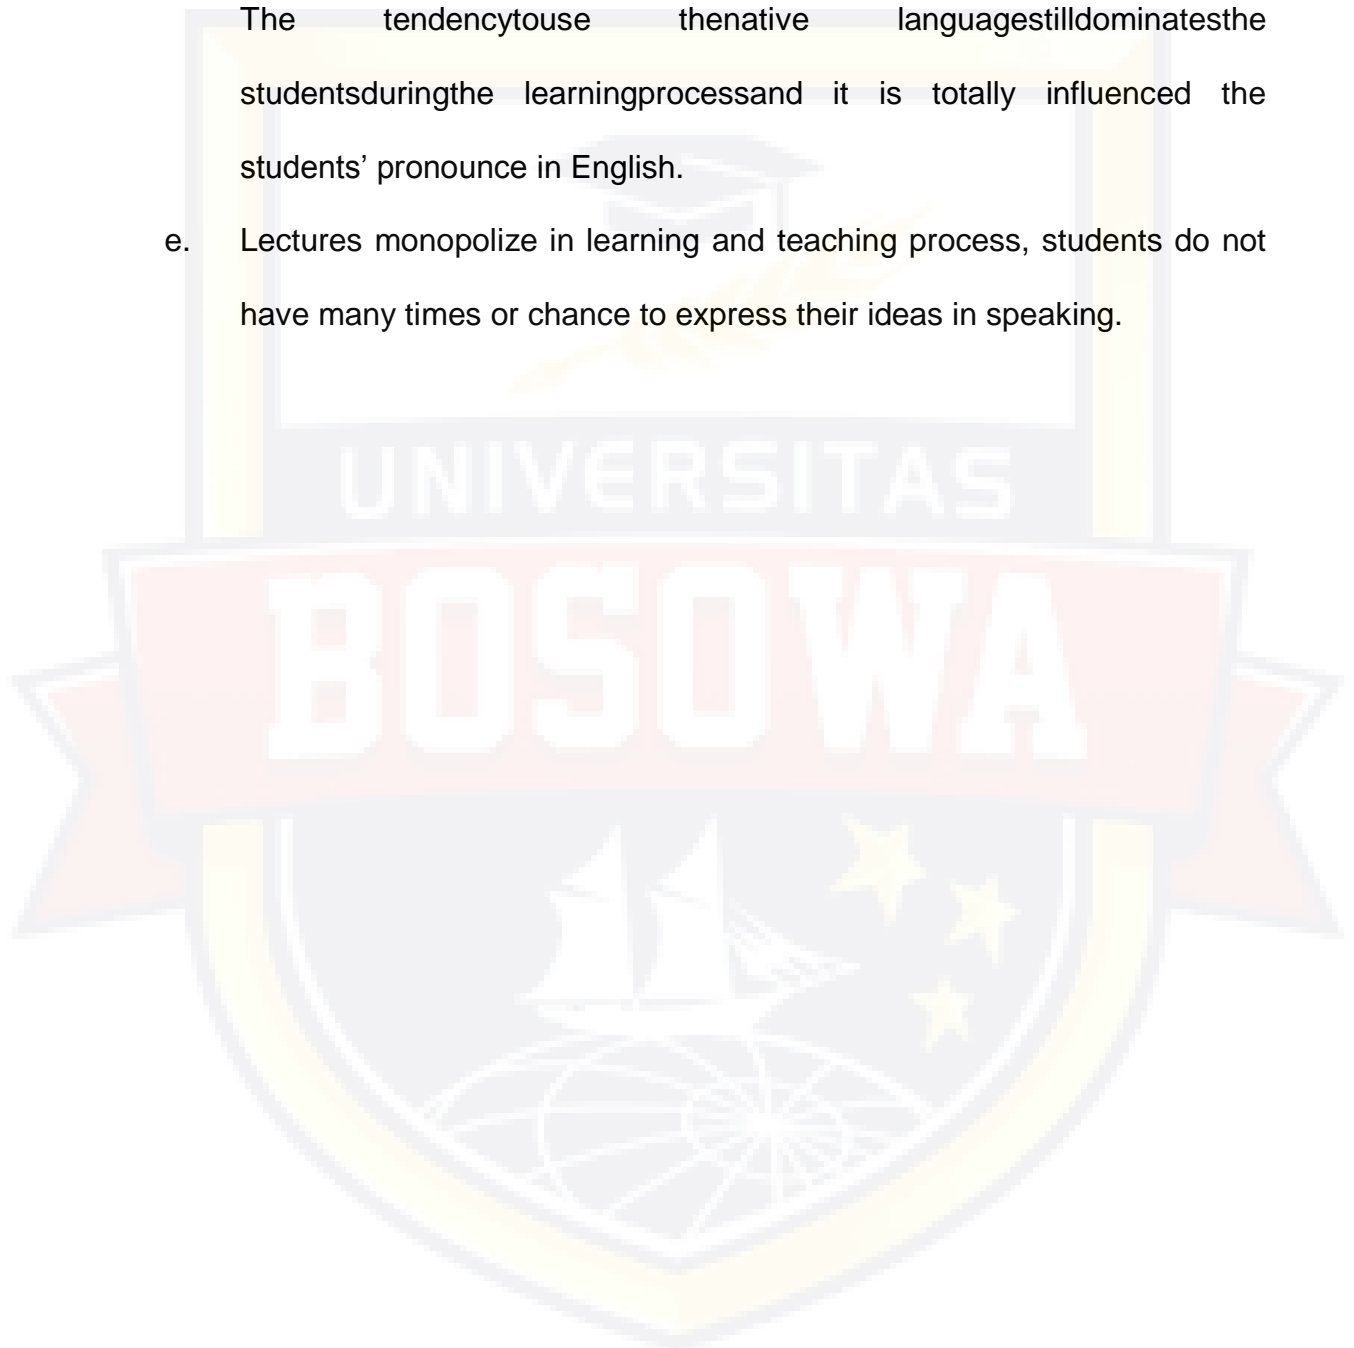 The tendencytouse thenative languagestilldominatesthe
studentsduringthe learningprocessand it is totally influenced the
students’ pronounce in English.
e. Lectures monopolize in learning and teaching process, students do not
have many times or chance to express their ideas in speaking.
UNIVERSITAS
BOSOWA